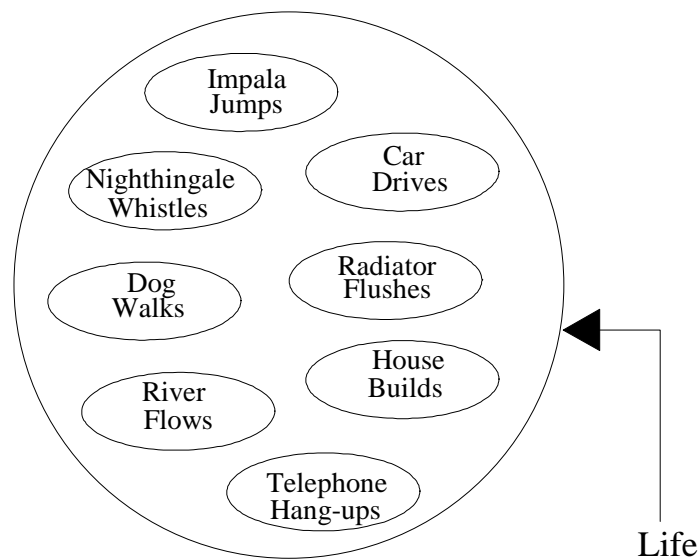 Impala
Jumps
Car
Drives
Nighthingale
Whistles
Radiator
Flushes
Dog
Walks
House
Builds
River
Flows
Telephone
Hang-ups
Life